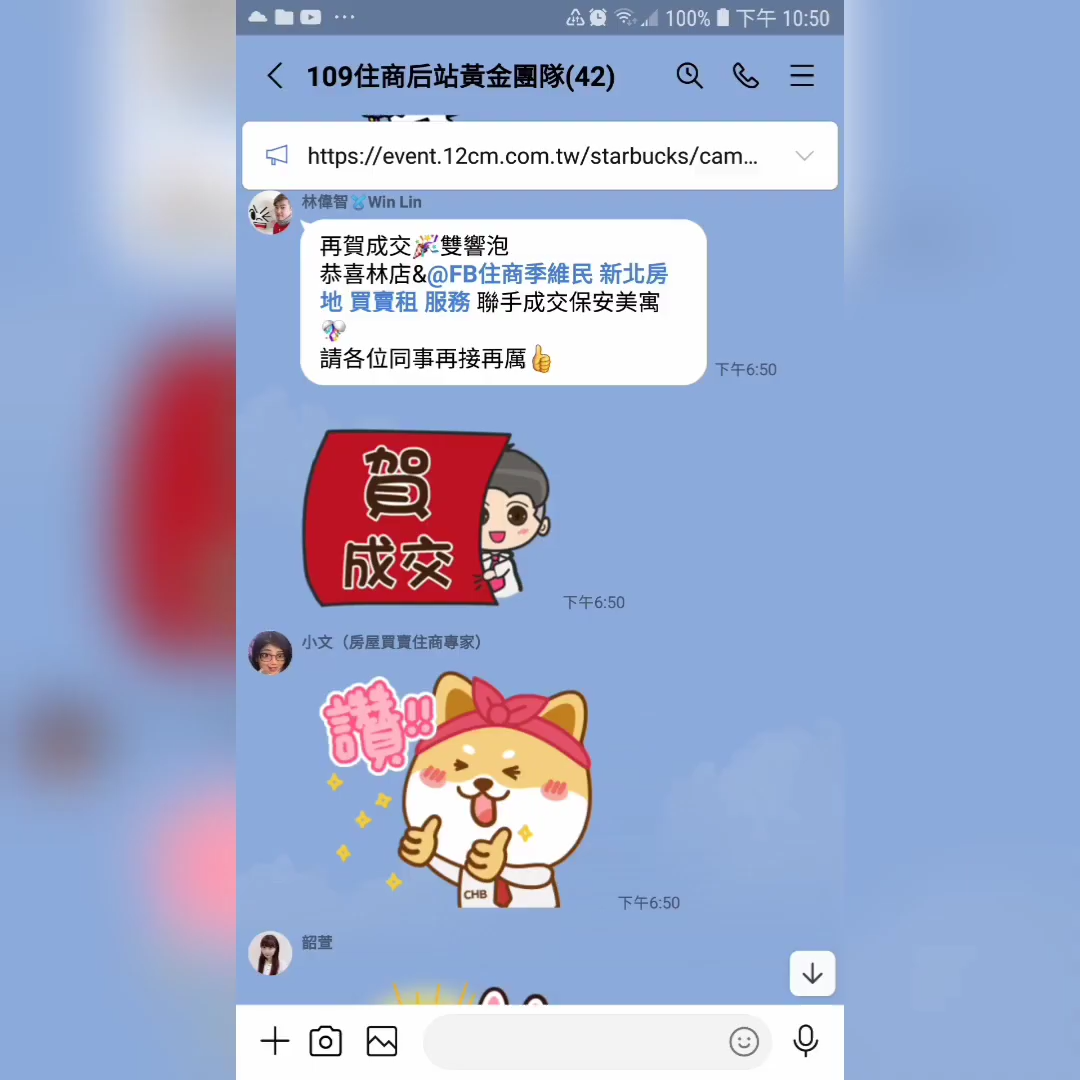 100% 下午 10:50
109住商后站黃金團隊(42)
https://event.12cm.com.tw/starbucks/cam...
林偉智 Win Lin
再賀成交🎉雙響泡
恭喜林店&@FB住商季維民 新北房
地 買賣租 服務 聯手成交保安美寓
🎊
請各位同事再接再厲👍
下午6:50
賀
成交
下午6:50
小文（房屋買賣住商專家）
讚!!
CHB
下午6:50
韶萱